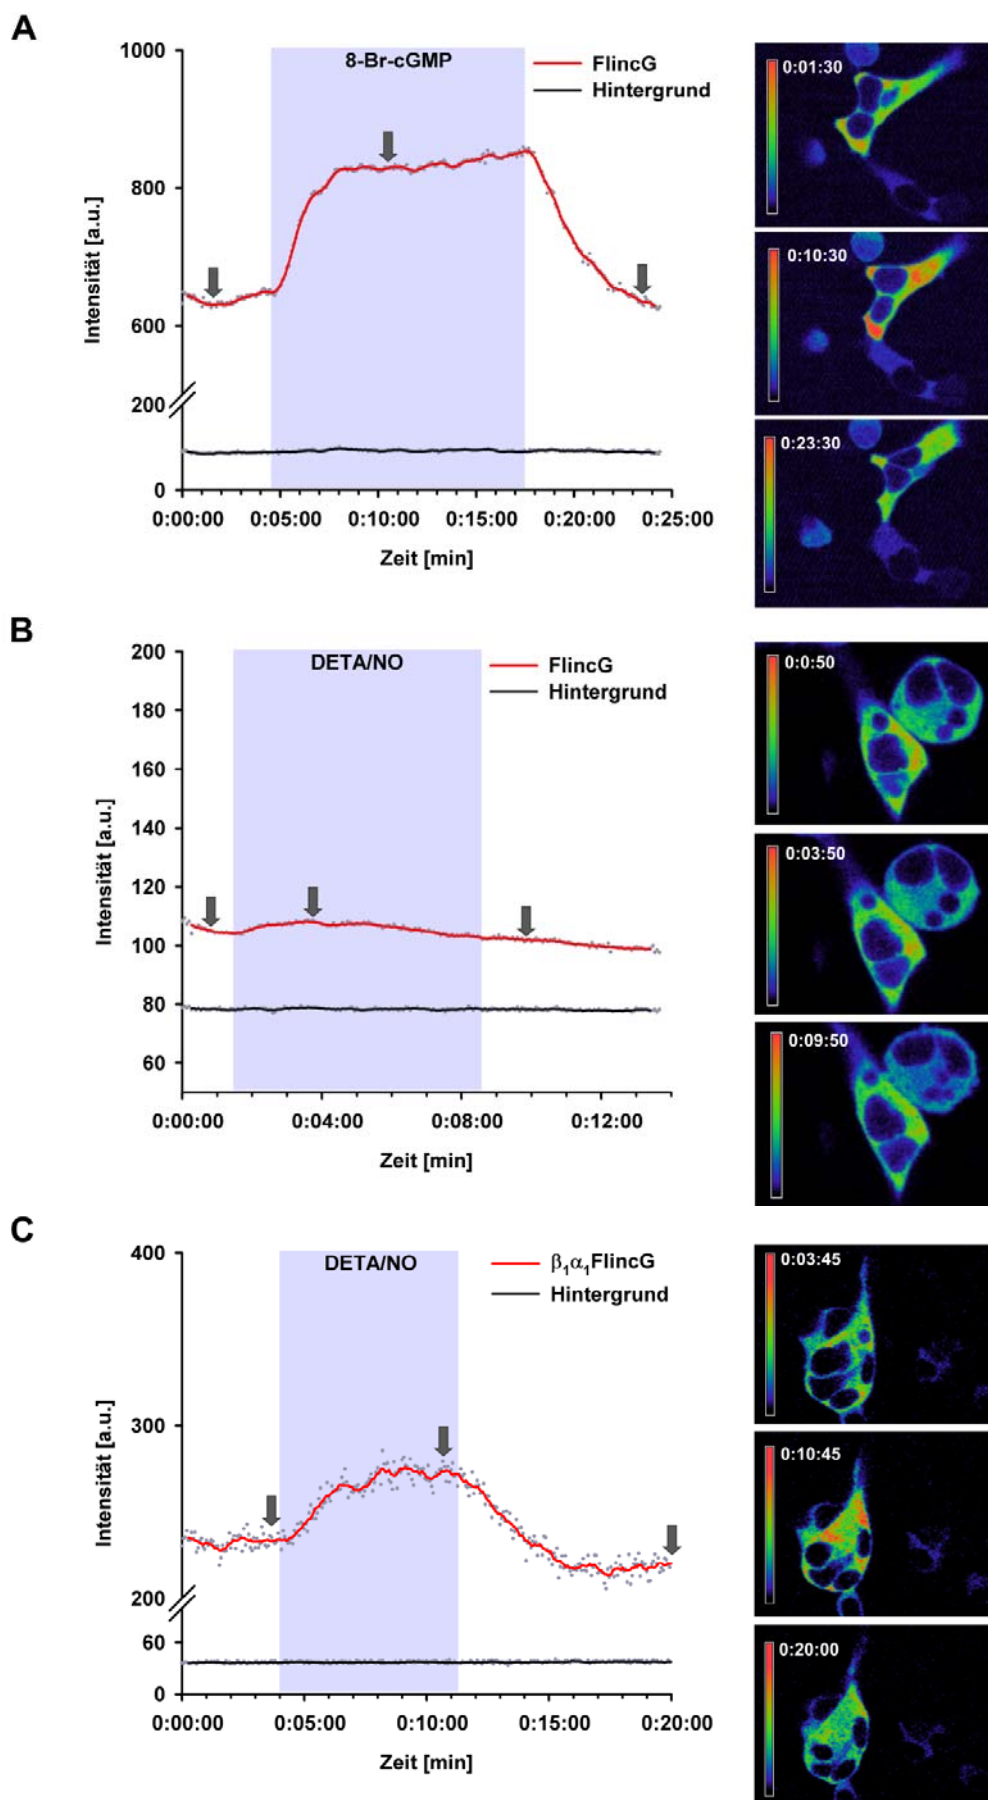 A
1000
800
600
200
0
Intensität [a.u.]
8-Br-cGMP
FlincG
Hintergrund
0:00:00 0:05:00 0:10:00 0:15:00 0:20:00 0:25:00
Zeit [min]
0:01:30
0:10:30
0:23:30
B
200
180
160
140
120
100
80
60
Intensität [a.u.]
DETA/NO
FlincG
Hintergrund
0:00:00 0:04:00 0:08:00 0:12:00
Zeit [min]
0:0:50
0:03:50
0:09:50
C
400
300
200
60
0
Intensität [a.u.]
DETA/NO
β₁α₁FlincG
Hintergrund
0:00:00 0:05:00 0:10:00 0:15:00 0:20:00
Zeit [min]
0:03:45
0:10:45
0:20:00